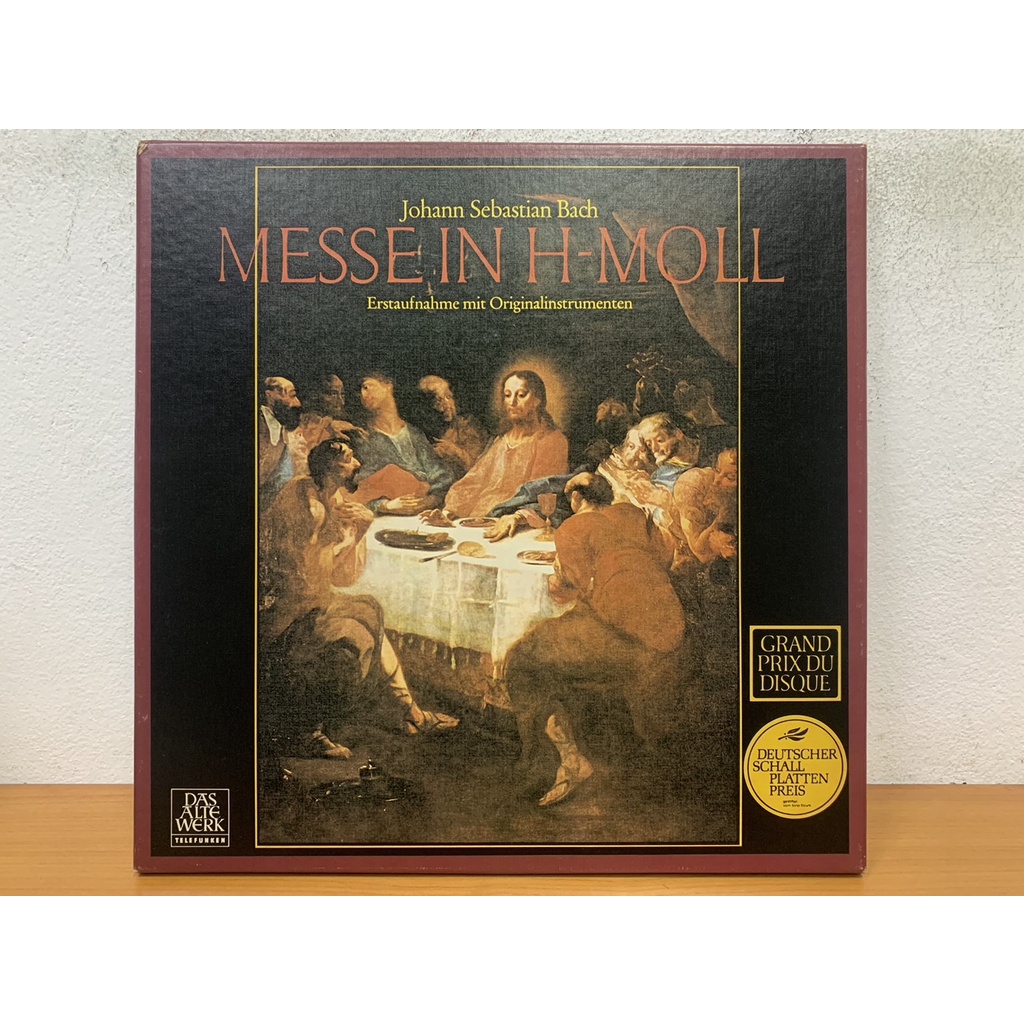 Johann Sebastian Bach
MESSE IN H-MOLL
Erstaufnahme mit Originalinstrumenten
GRAND
PRIX DU
DISQUE
DEUTSCHER
SCHALL
PLATTEN
PREIS
DAS
ALTE
WERK
TELEFUNKEN